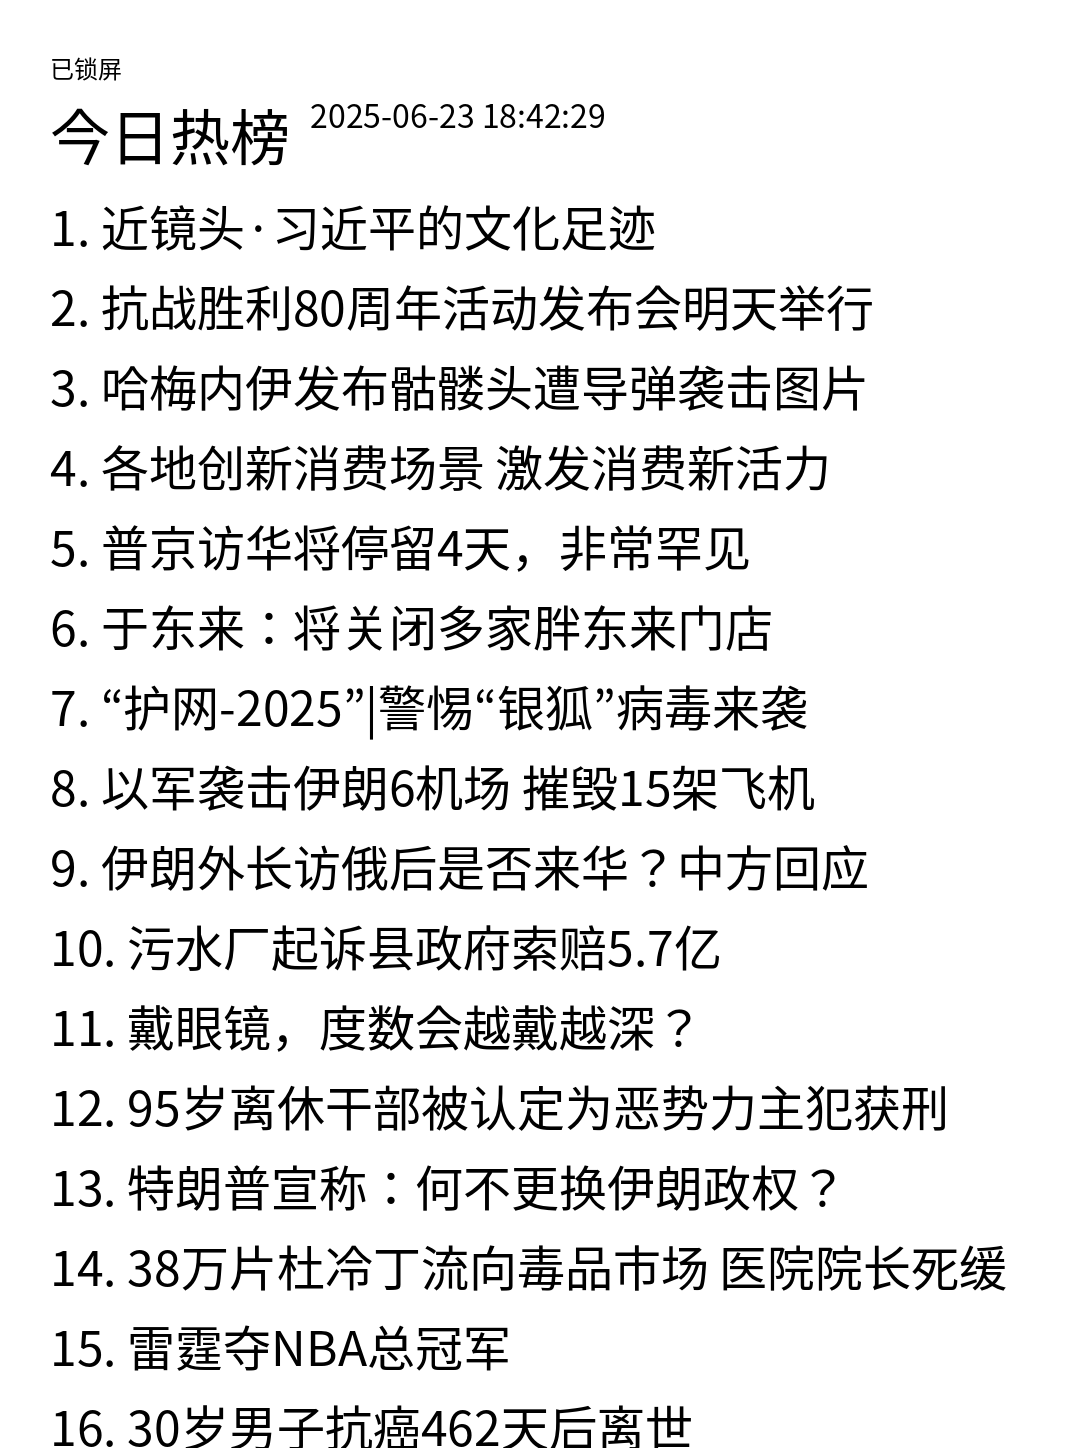 已锁屏
今日热榜 2025-06-23 18:42:29
1. 近镜头·习近平的文化足迹
2. 抗战胜利80周年活动发布会明天举行
3. 哈梅内伊发布骷髅头遭导弹袭击图片
4. 各地创新消费场景 激发消费新活力
5. 普京访华将停留4天，非常罕见
6. 于东来：将关闭多家胖东来门店
7. “护网-2025”|警惕“银狐”病毒来袭
8. 以军袭击伊朗6机场 摧毁15架飞机
9. 伊朗外长访俄后是否来华？中方回应
10. 污水厂起诉县政府索赔5.7亿
11. 戴眼镜，度数会越戴越深？
12. 95岁离休干部被认定为恶势力主犯获刑
13. 特朗普宣称：何不更换伊朗政权？
14. 38万片杜冷丁流向毒品市场 医院院长死缓
15. 雷霆夺NBA总冠军
16. 30岁男子抗癌462天后离世